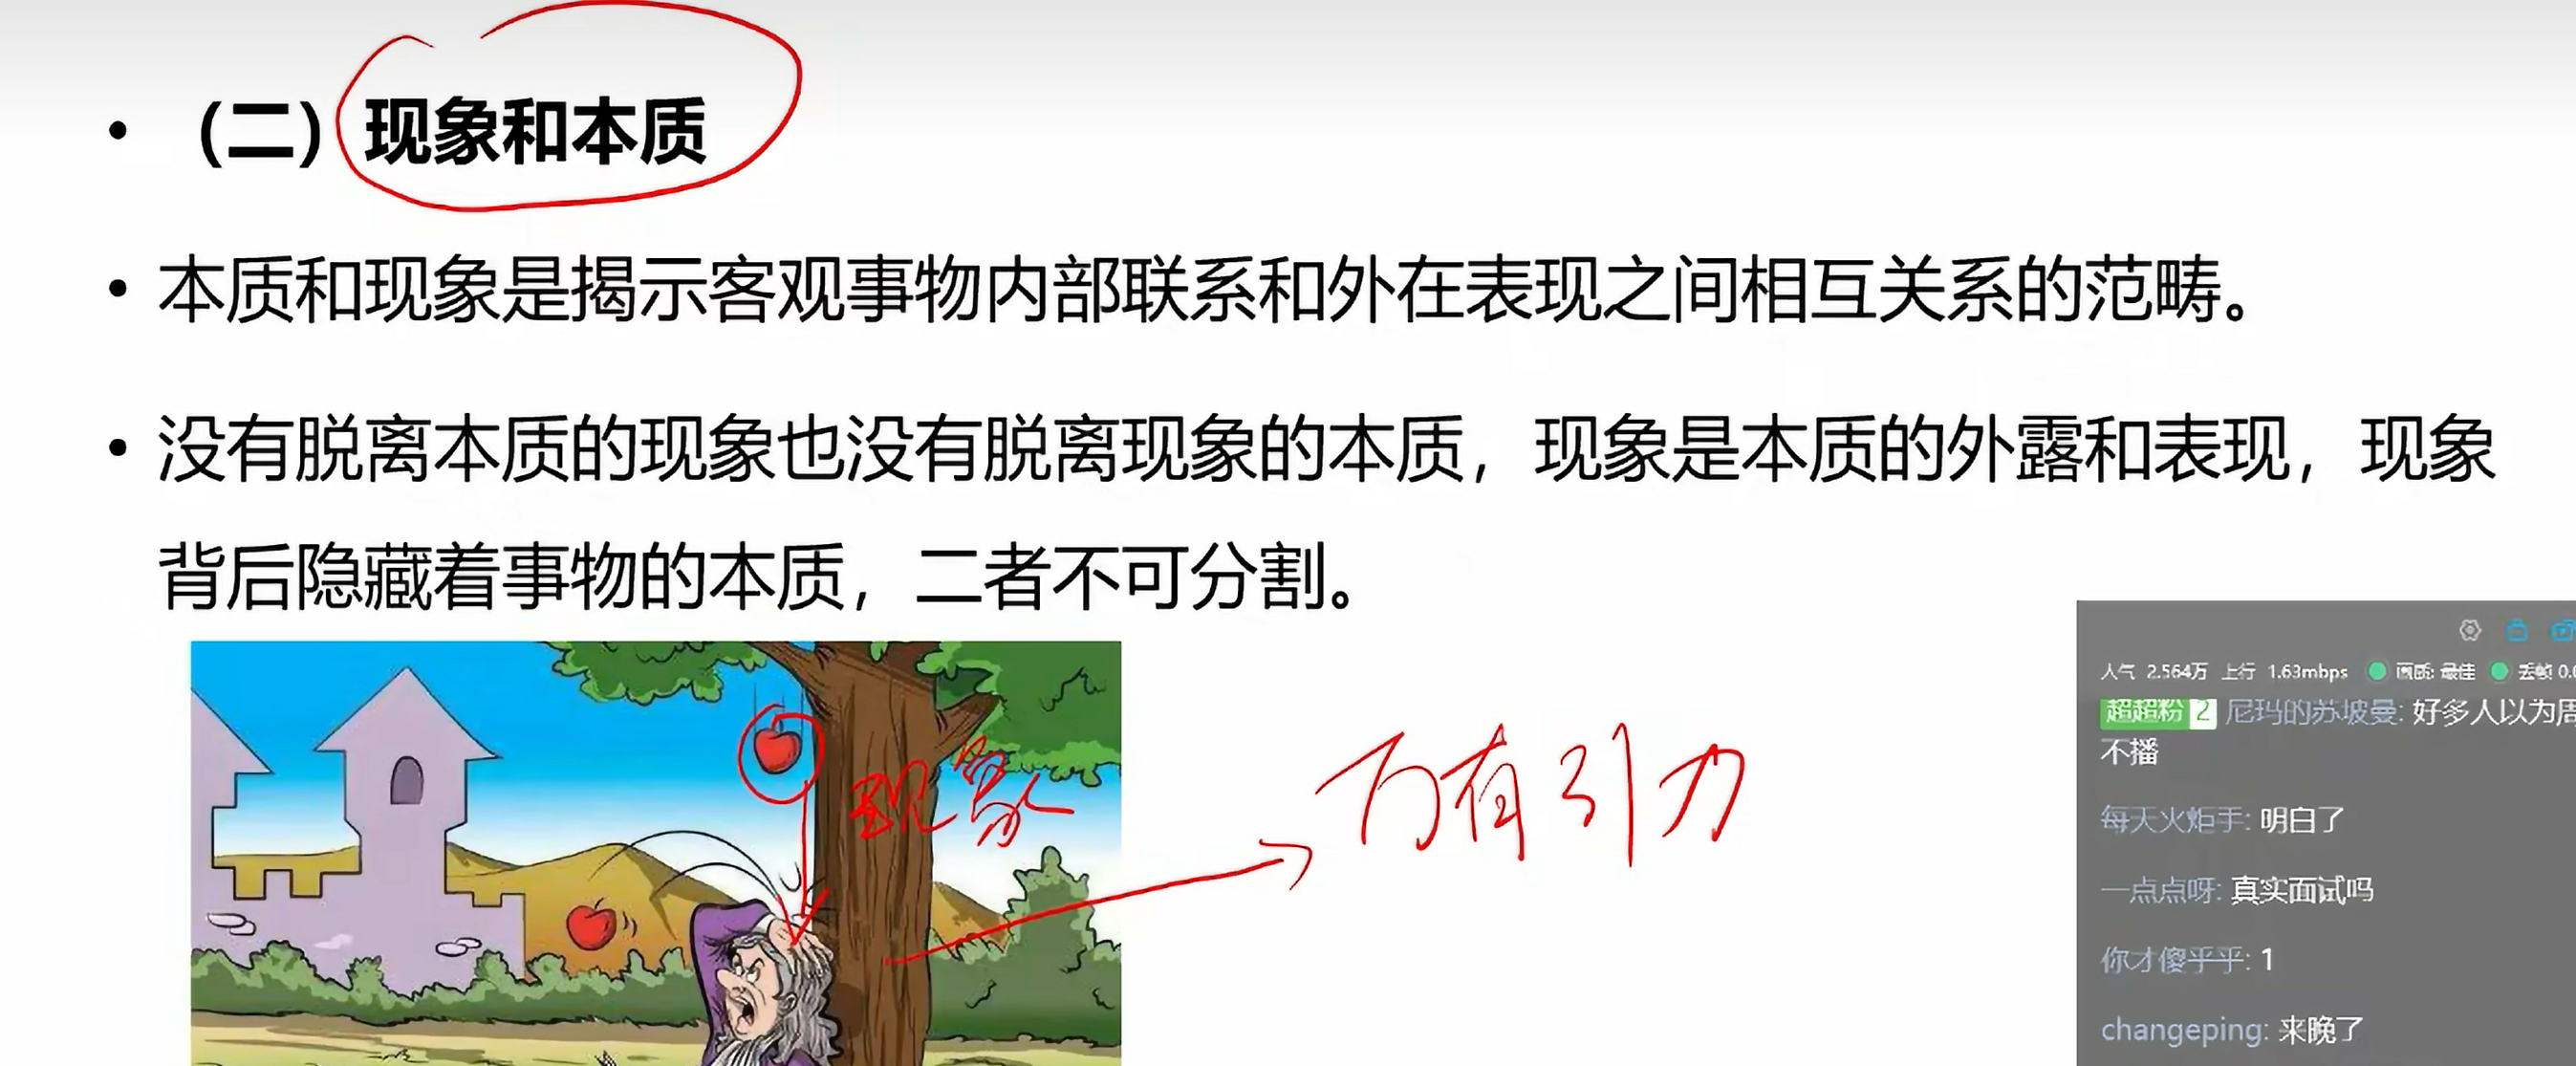 • （二）现象和本质
• 本质和现象是揭示客观事物内部联系和外在表现之间相互关系的范畴。
• 没有脱离本质的现象也没有脱离现象的本质，现象是本质的外露和表现，现象
背后隐藏着事物的本质，二者不可分割。
现象
万有引力
人气 2.564万 上行 1.63mbps 画质: 最佳 丢帧 0.
超超粉 2 尼玛的苏坡曼: 好多人以为周
不播
每天火炬手: 明白了
一点点呀: 真实面试吗
你才傻乎乎: 1
changeping: 来晚了